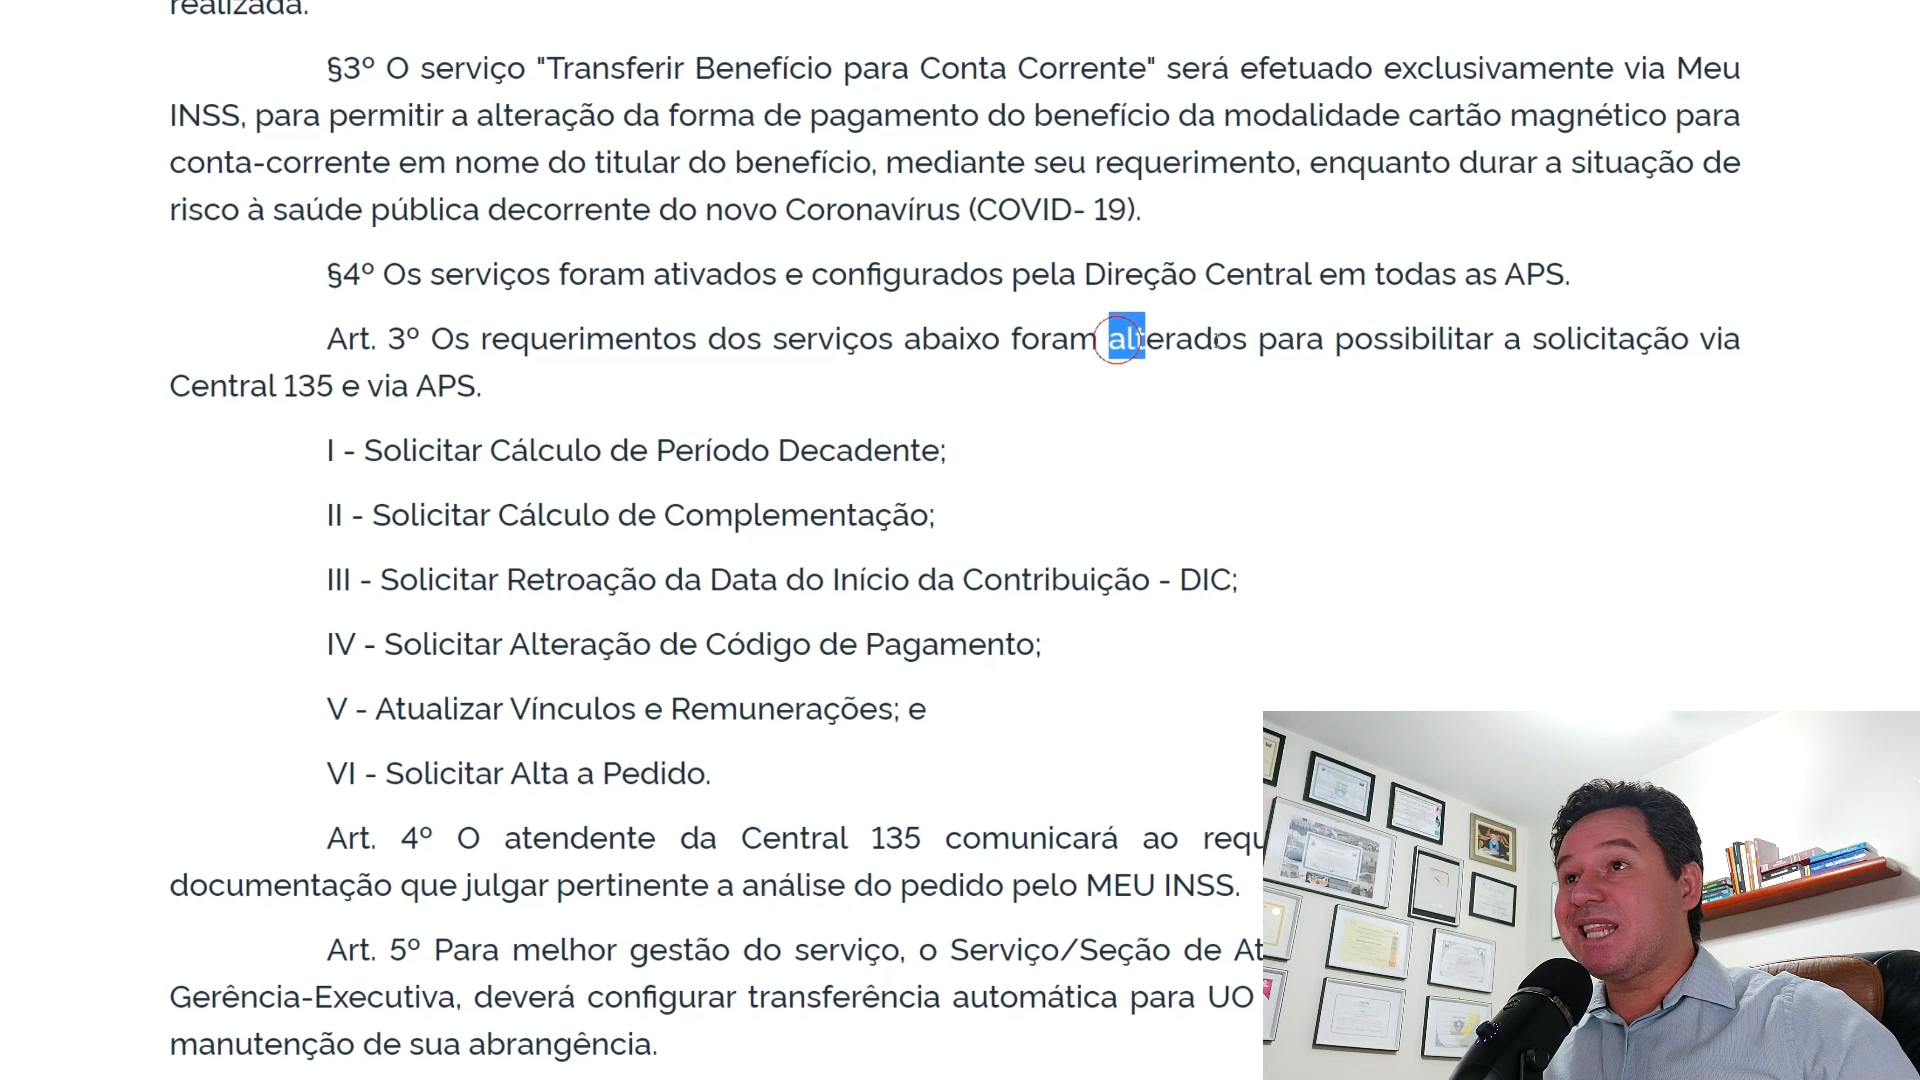 realizada.
§3º O serviço "Transferir Benefício para Conta Corrente" será efetuado exclusivamente via Meu
INSS, para permitir a alteração da forma de pagamento do benefício da modalidade cartão magnético para
conta-corrente em nome do titular do benefício, mediante seu requerimento, enquanto durar a situação de
risco à saúde pública decorrente do novo Coronavírus (COVID- 19).
§4º Os serviços foram ativados e configurados pela Direção Central em todas as APS.
Art. 3º Os requerimentos dos serviços abaixo foram alterados para possibilitar a solicitação via
Central 135 e via APS.
I - Solicitar Cálculo de Período Decadente;
II - Solicitar Cálculo de Complementação;
III - Solicitar Retroação da Data do Início da Contribuição - DIC;
IV - Solicitar Alteração de Código de Pagamento;
V - Atualizar Vínculos e Remunerações; e
VI - Solicitar Alta a Pedido.
Art. 4º O atendente da Central 135 comunicará ao
documentação que julgar pertinente a análise do pedido pelo MEU INSS.
Art. 5º Para melhor gestão do serviço, o Serviço/Seção de
Gerência-Executiva, deverá configurar transferência automática para UO
manutenção de sua abrangência.